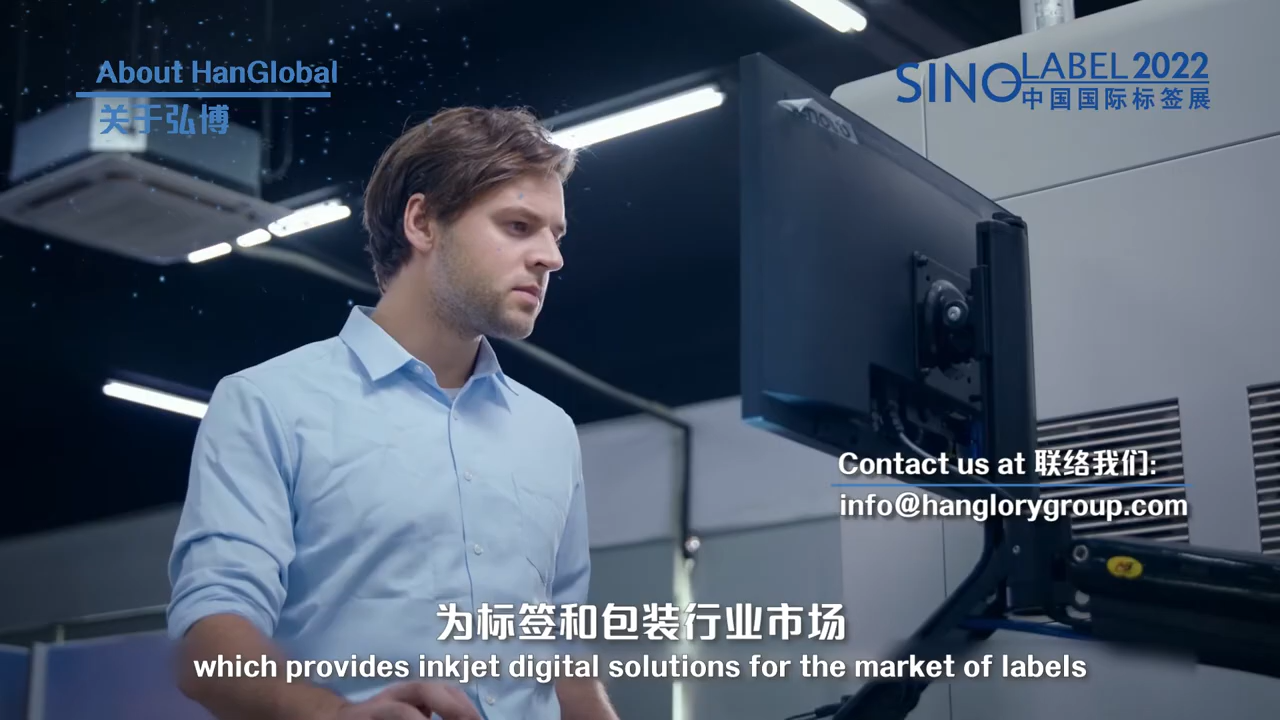 About HanGlobal
关于弘博
SINO LABEL 2022
中国国际标签展
Contact us at 联络我们:
info@hanglorygroup.com
为标签和包装行业市场
which provides inkjet digital solutions for the market of labels